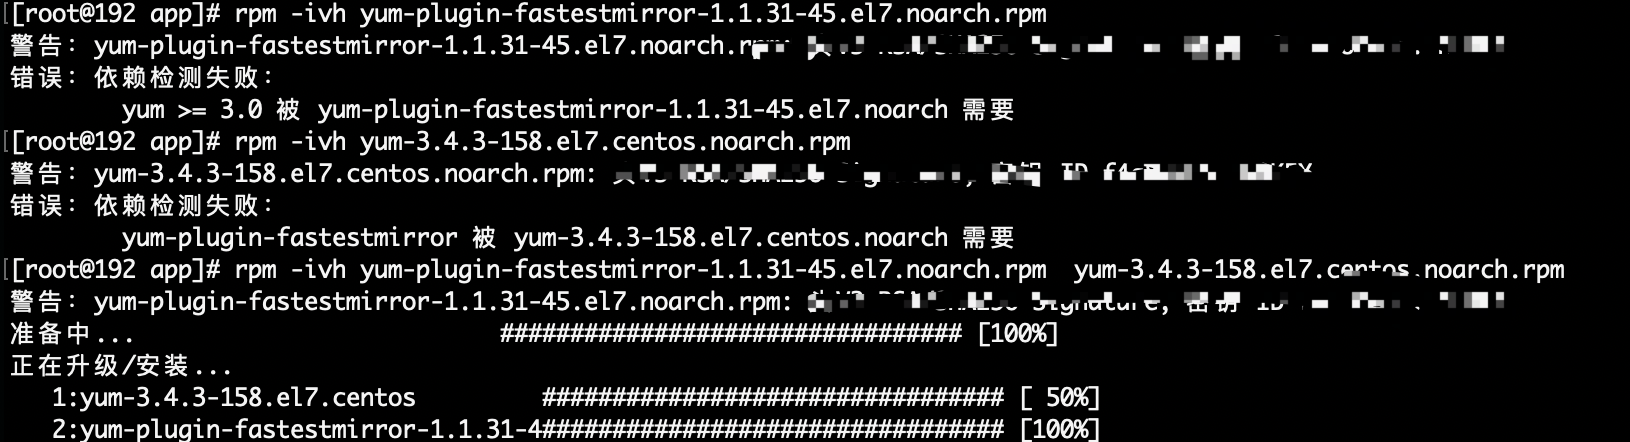 [root@192 app]# rpm -ivh yum-plugin-fastestmirror-1.1.31-45.el7.noarch.rpm
警告：yum-plugin-fastestmirror-1.1.31-45.el7.noarch.
错误：依赖检测失败：
yum >= 3.0 被 yum-plugin-fastestmirror-1.1.31-45.el7.noarch 需要
[root@192 app]# rpm -ivh yum-3.4.3-158.el7.centos.noarch.rpm
警告：yum-3.4.3-158.el7.centos.noarch.rpm:
错误：依赖检测失败：
yum-plugin-fastestmirror 被 yum-3.4.3-158.el7.centos.noarch 需要
[root@192 app]# rpm -ivh yum-plugin-fastestmirror-1.1.31-45.el7.noarch.rpm  yum-3.4.3-158.el7.centos.noarch.rpm
警告：yum-plugin-fastestmirror-1.1.31-45.el7.noarch.rpm: Signature, 密钥 ID
准备中...                          ################################# [100%]
正在升级/安装...
1:yum-3.4.3-158.el7.centos         ################################# [ 50%]
2:yum-plugin-fastestmirror-1.1.31-4################################# [100%]